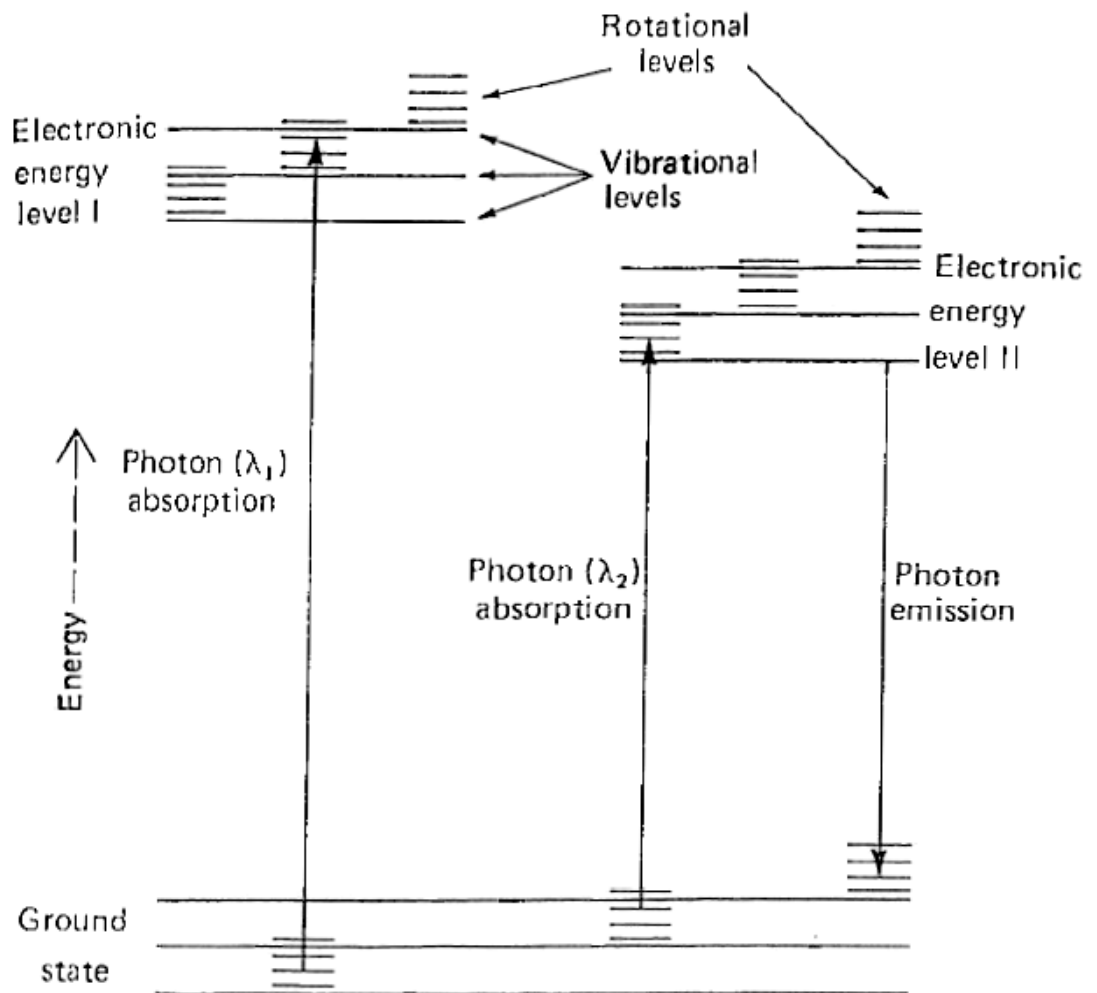 Rotational
levels
Electronic
energy
level I
Vibrational
levels
Electronic
energy
level II
Photon (λ₁)
absorption
Photon (λ₂)
absorption
Photon
emission
Energy
Ground
state